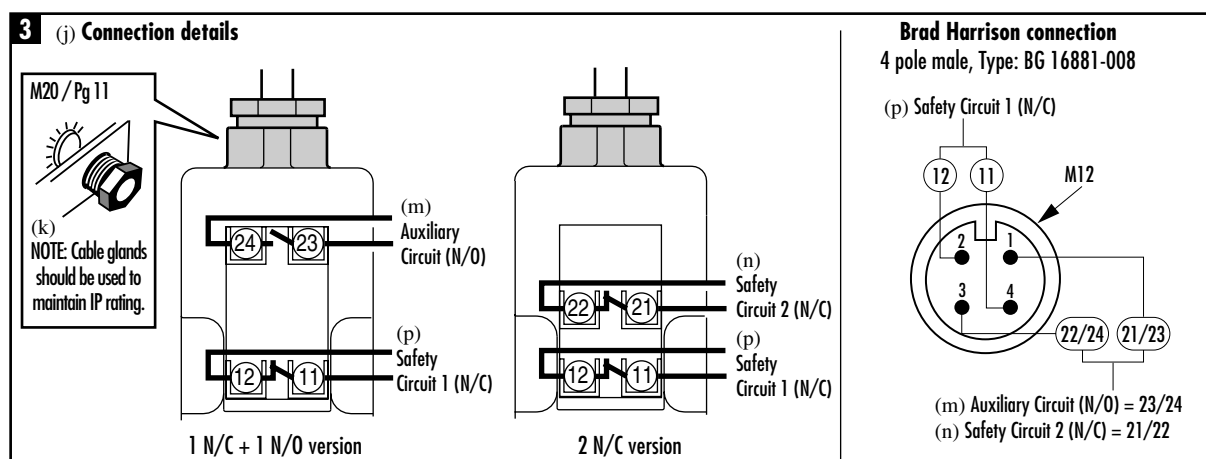 3 (j) Connection details
M20 / Pg 11
(k)
NOTE: Cable glands
should be used to
maintain IP rating.
24 23
(m)
Auxiliary
Circuit (N/O)
12 11
(p)
Safety
Circuit 1 (N/C)
1 N/C + 1 N/O version
22 21
(n)
Safety
Circuit 2 (N/C)
12 11
(p)
Safety
Circuit 1 (N/C)
2 N/C version
Brad Harrison connection
4 pole male, Type: BG 16881-008
(p) Safety Circuit 1 (N/C)
12 11
M12
2 1
3 4
22/24 21/23
(m) Auxiliary Circuit (N/O) = 23/24
(n) Safety Circuit 2 (N/C) = 21/22